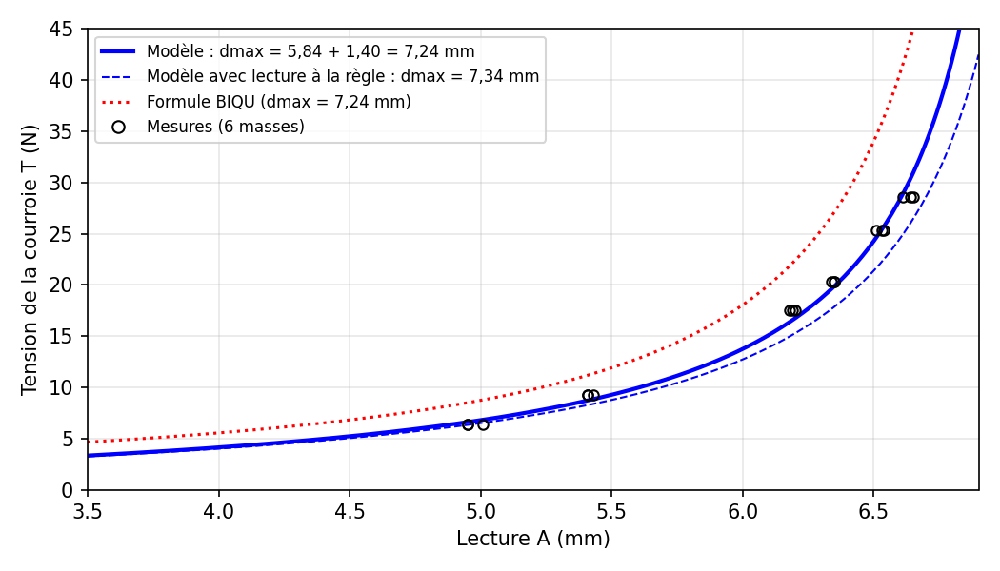 Modèle : dmax = 5,84 + 1,40 = 7,24 mm
Modèle avec lecture à la règle : dmax = 7,34 mm
Formule BIQU (dmax = 7,24 mm)
Mesures (6 masses)
Tension de la courroie T (N)
45
40
35
30
25
20
15
10
5
0
3.5 4.0 4.5 5.0 5.5 6.0 6.5
Lecture A (mm)